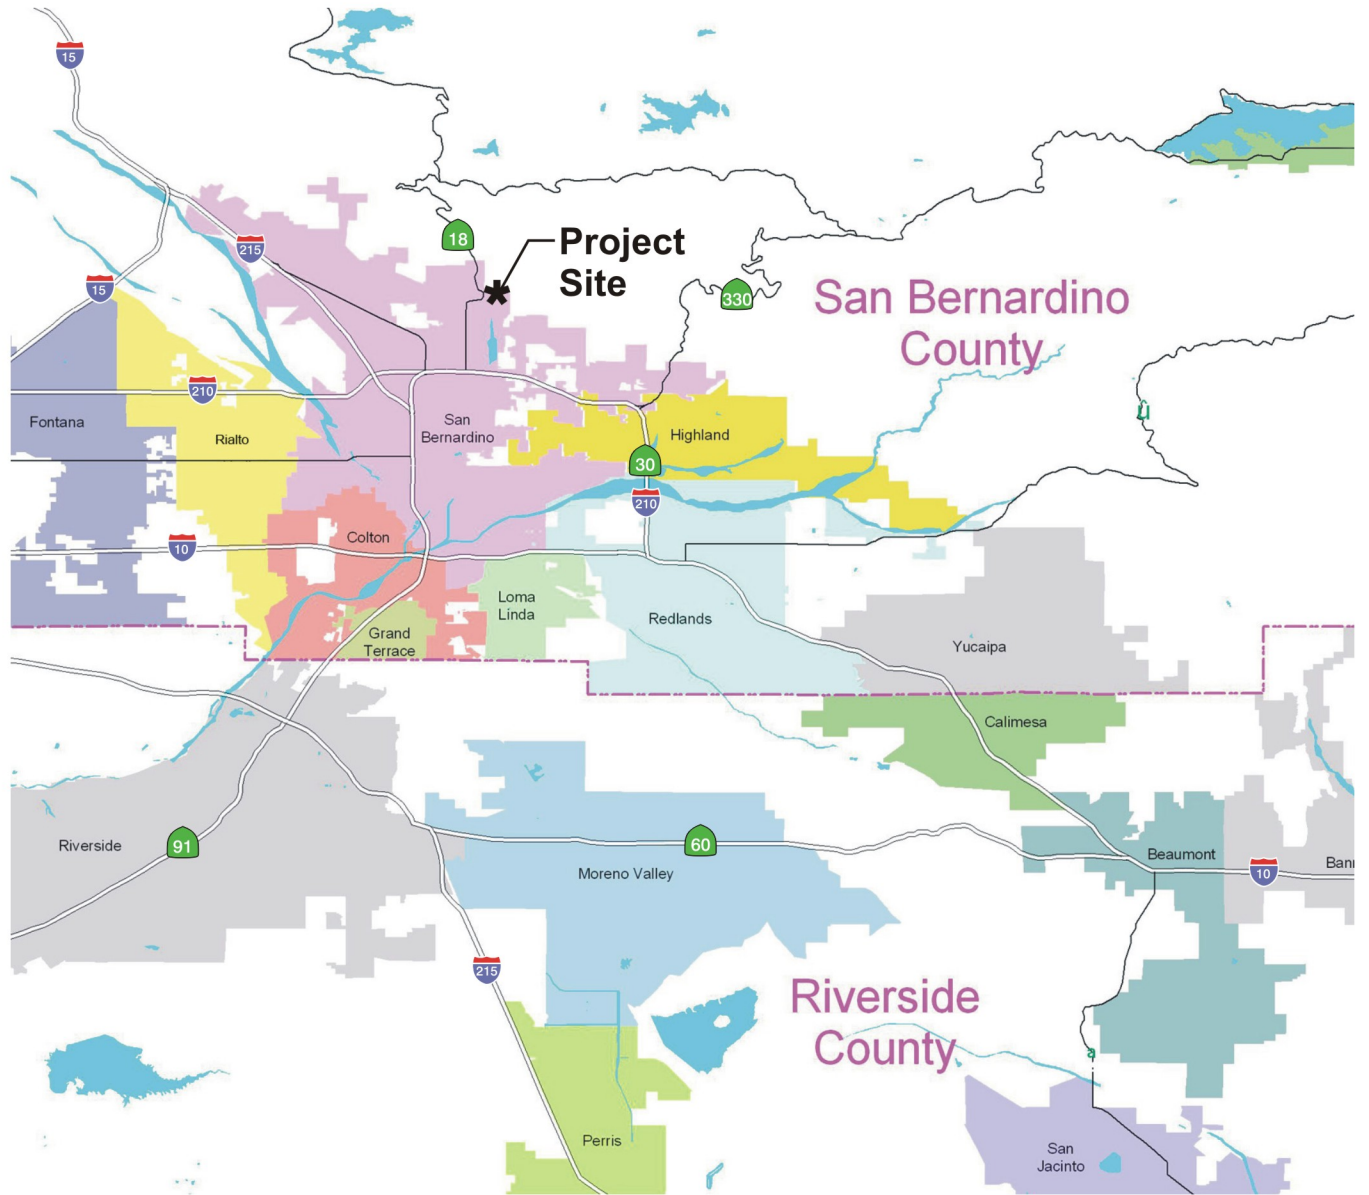 15
18
Project
Site
215
15
330
San Bernardino
County
210
Fontana
Rialto
San
Bernardino
Highland
30
210
Colton
10
Loma
Linda
Redlands
Grand
Terrace
Yucaipa
Calimesa
Riverside
91
60
Moreno Valley
Beaumont
10
Bann
215
Riverside
County
a
Perris
San
Jacinto